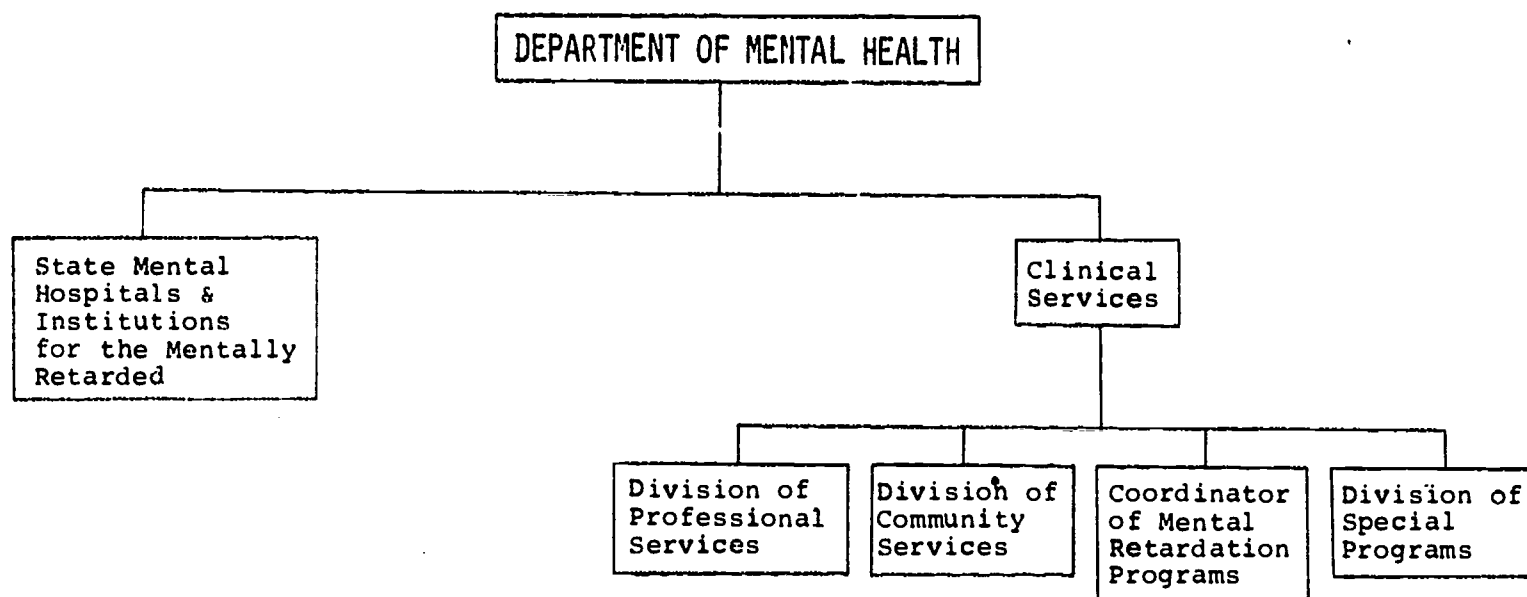 DEPARTMENT OF MENTAL HEALTH
State Mental
Hospitals &
Institutions
for the Mentally
Retarded
Clinical
Services
Division of
Professional
Services
Division of
Community
Services
Coordinator
of Mental
Retardation
Programs
Division of
Special
Programs